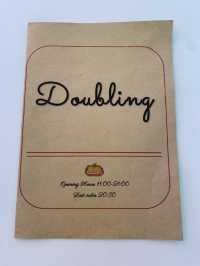 Doubling
Opening Hours 11:00-21:00
Last order 20:30